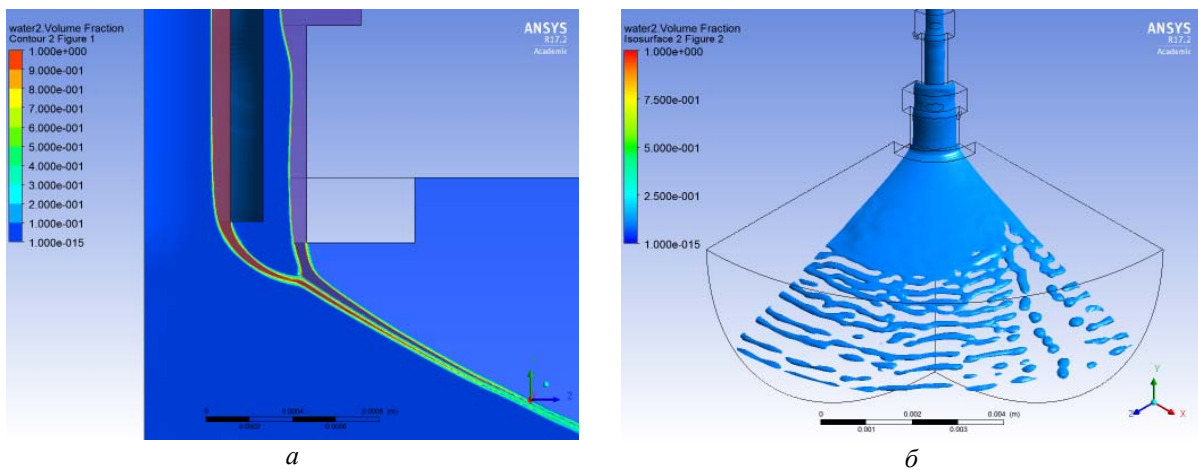 water2.Volume Fraction
Contour 2 Figure 1
1.000e+000
9.000e-001
8.000e-001
7.000e-001
6.000e-001
5.000e-001
4.000e-001
3.000e-001
2.000e-001
1.000e-001
1.000e-015
ANSYS
R17.2
Academic
Z
0 0.0004 0.0008 (m)
0.0002 0.0006
а
water2.Volume Fraction
Isosurface 2 Figure 2
1.000e+000
7.500e-001
5.000e-001
2.500e-001
1.000e-015
ANSYS
R17.2
Academic
Y
Z X
0 0.002 0.004 (m)
0.001 0.003
б